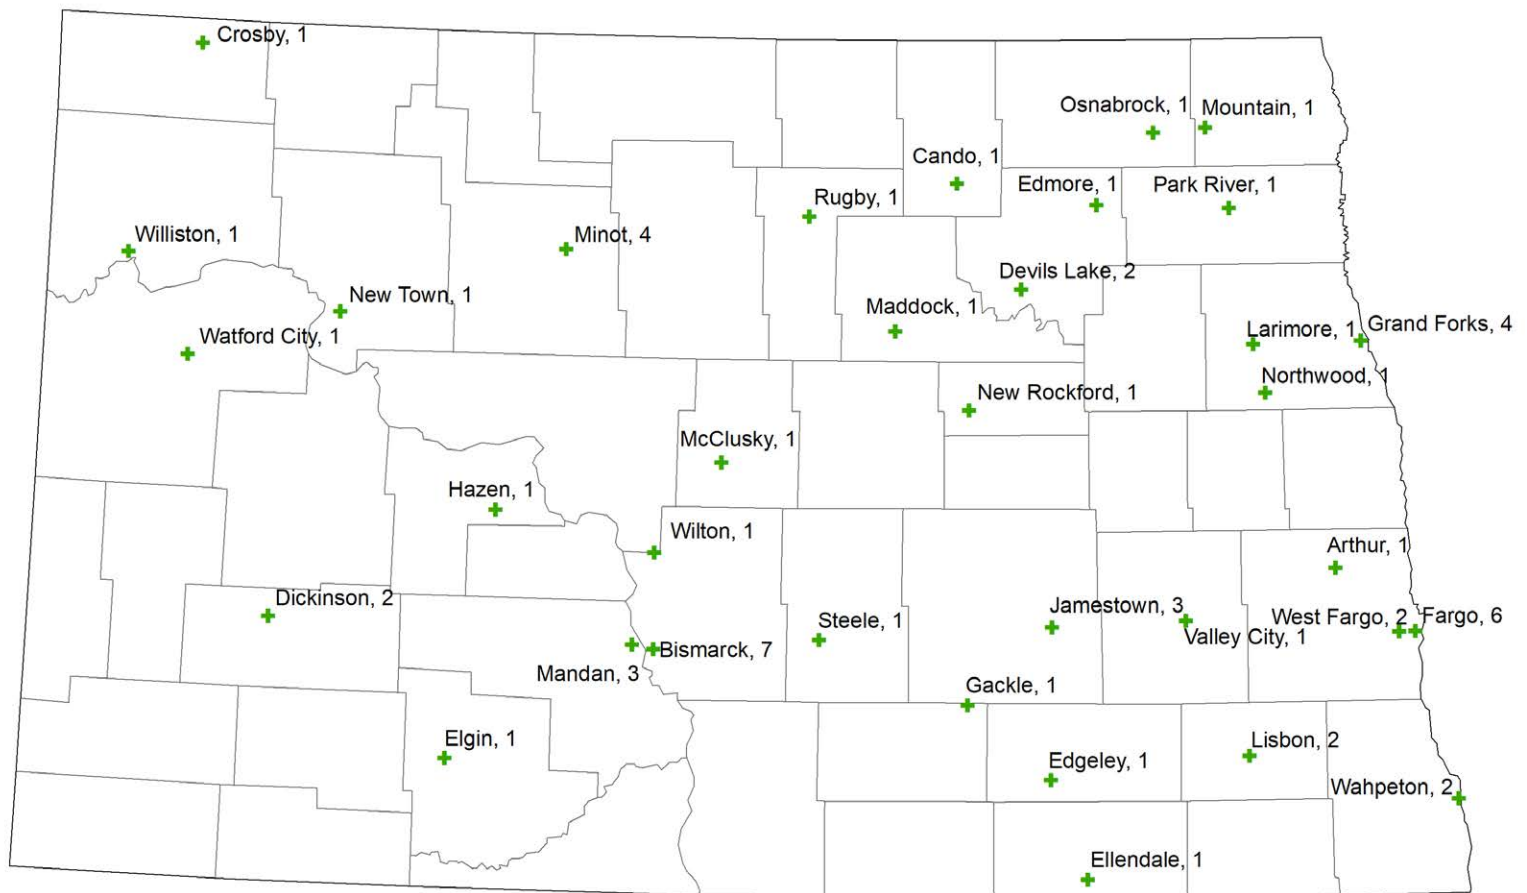 Crosby, 1
Osnabrock, 1
Mountain, 1
Cando, 1
Edmore, 1
Park River, 1
Rugby, 1
Williston, 1
Minot, 4
Devils Lake, 2
New Town, 1
Maddock, 1
Grand Forks, 4
Larimore, 1
Watford City, 1
Northwood, 1
New Rockford, 1
McClusky, 1
Hazen, 1
Wilton, 1
Arthur, 1
Dickinson, 2
Jamestown, 3
Steele, 1
West Fargo, 2
Fargo, 6
Valley City, 1
Bismarck, 7
Mandan, 3
Gackle, 1
Elgin, 1
Lisbon, 2
Edgeley, 1
Wahpeton, 2
Ellendale, 1